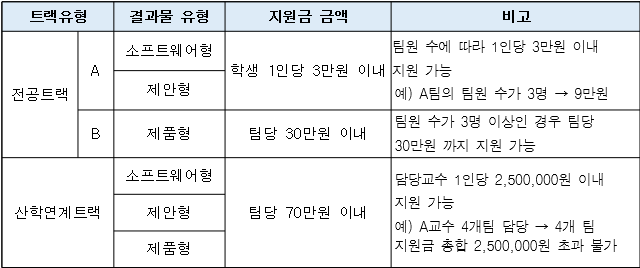 트랙유형 결과물 유형 지원금 금액 비고
전공트랙 A 소프트웨어형 학생 1인당 3만원 이내 팀원 수에 따라 1인당 3만원 이내
지원 가능
제안형 예) A팀의 팀원 수가 3명 → 9만원
B 제품형 팀당 30만원 이내 팀원 수가 3명 이상인 경우 팀당
30만원 까지 지원 가능
산학연계트랙 소프트웨어형 팀당 70만원 이내 담당교수 1인당 2,500,000원 이내
지원 가능
제안형 예) A교수 4개팀 담당 → 4개 팀
제품형 지원금 총합 2,500,000원 초과 불가